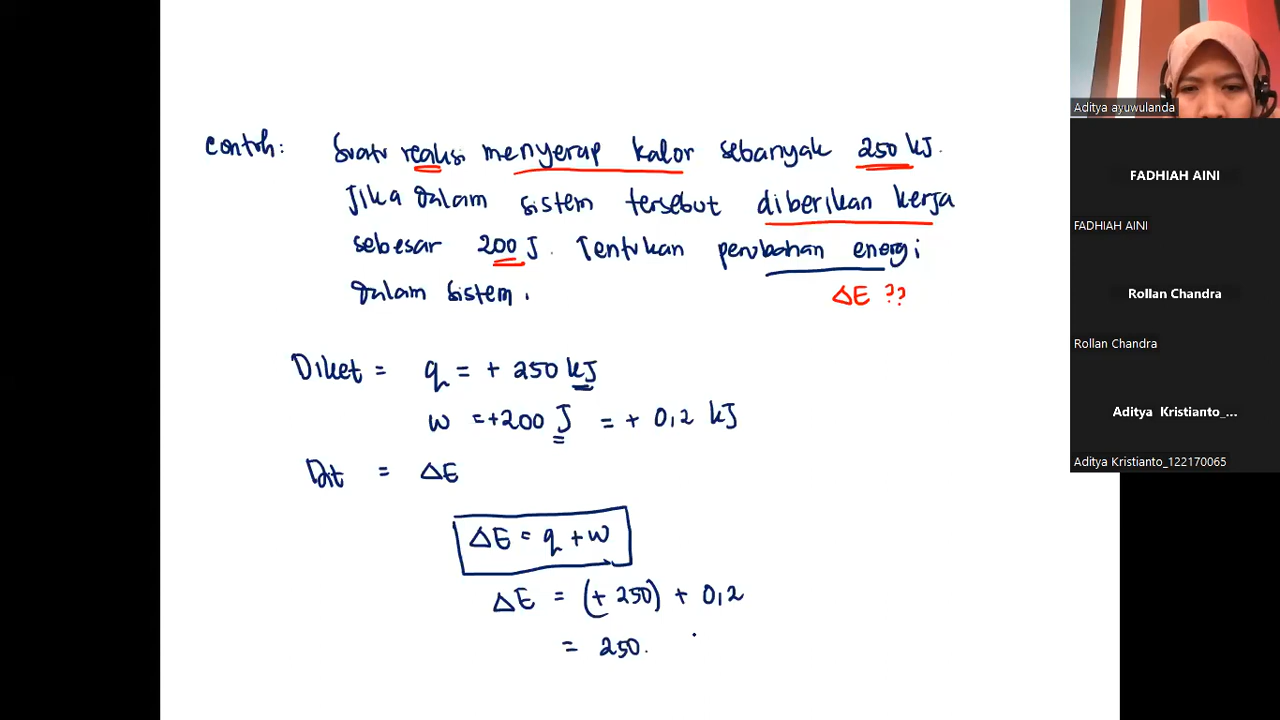 Contoh: Suatu reaksi menyerap kalor sebanyak 250 kJ.
Jika dalam sistem tersebut diberikan kerja
sebesar 200 J. Tentukan perubahan energi
dalam sistem.
ΔE ??
Diket = q = + 250 kJ
w = +200 J = + 0,2 kJ
Dit = ΔE
ΔE = q + w
ΔE = (+ 250) + 0,2
= 250.
Aditya ayuwulanda
FADHIAH AINI
FADHIAH AINI
Rollan Chandra
Rollan Chandra
Aditya Kristianto_...
Aditya Kristianto_122170065